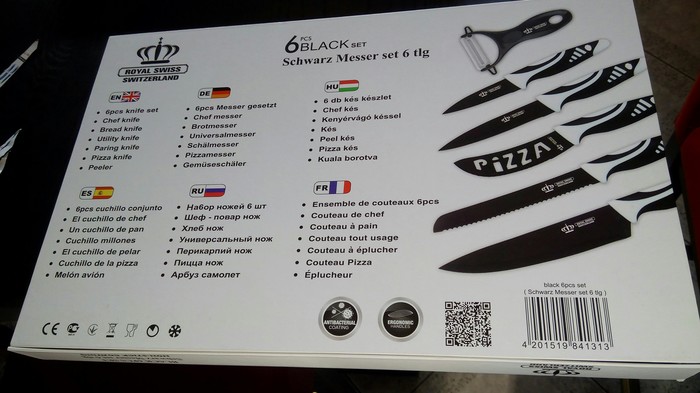 ROYAL SWISS
SWITZERLAND
6 PCS
BLACK SET
Schwarz Messer set 6 tlg
EN
6pcs knife set
Chef knife
Bread knife
Utility knife
Paring knife
Pizza knife
Peeler
DE
6pcs Messer gesetzt
Chef messer
Brotmesser
Universalmesser
Schälmesser
Pizzamesser
Gemüseschäler
HU
6 db kés készlet
Chef kés
Kenyérvágó késsel
Kés
Peel kés
Pizza kés
Kuala borotva
ES
6pcs cuchillo conjunto
El cuchillo de chef
Un cuchillo de pan
Cuchillo millones
El cuchillo de pelar
Cuchillo de la pizza
Melón avión
RU
Набор ножей 6 шт
Шеф - повар нож
Хлеб нож
Универсальный нож
Перикарпий нож
Пицца нож
Арбуз самолет
FR
Ensemble de couteaux 6pcs
Couteau de chef
Couteau à pain
Couteau tout usage
Couteau à éplucher
Couteau Pizza
Éplucheur
PIZZA
CE
ANTIBACTERIAL
COATING
ERGONOMIC
HANDLES
black 6pcs set
( Schwarz Messer set 6 tlg )
4 201519 841313